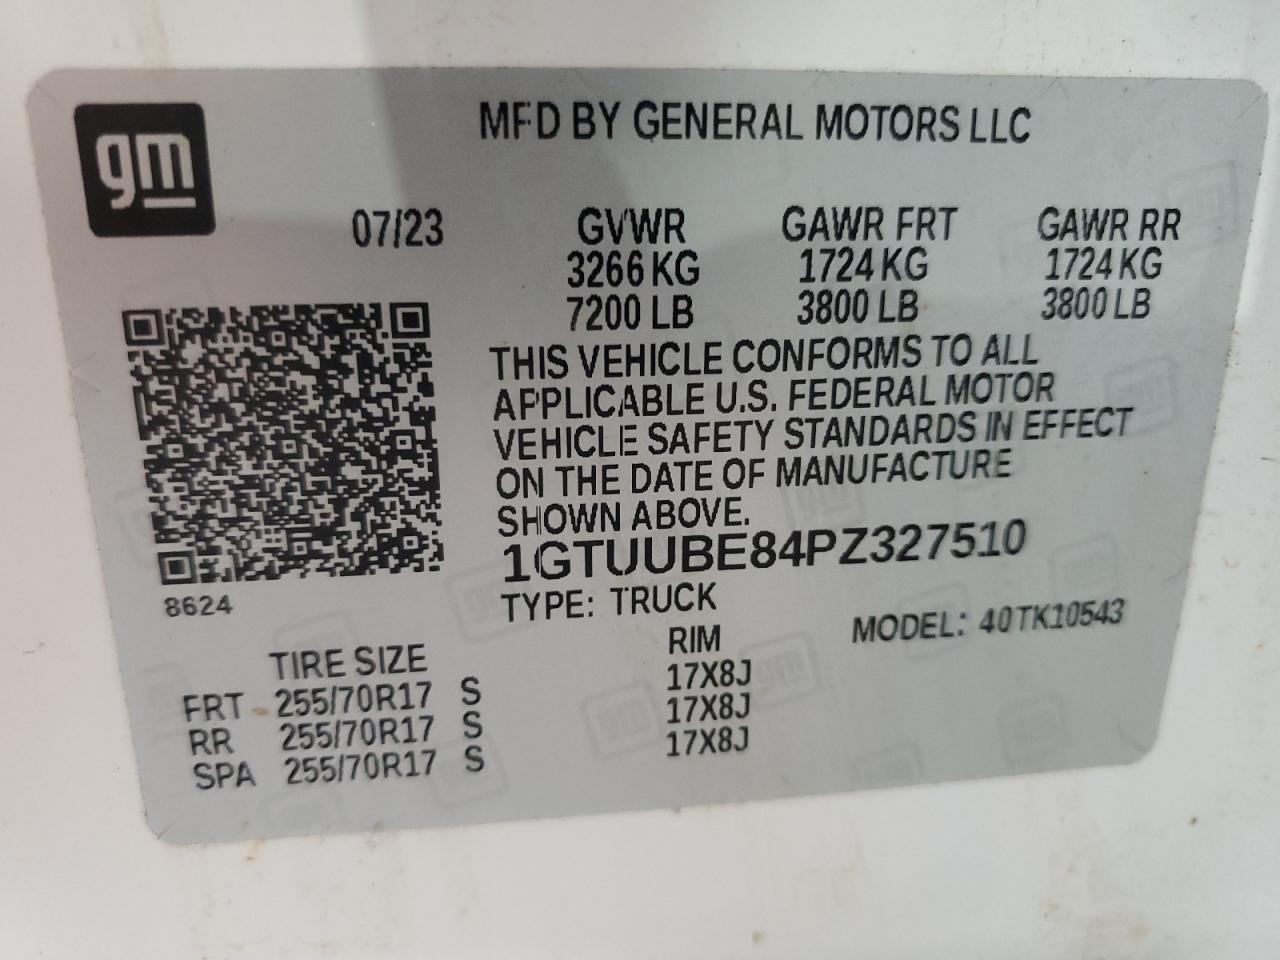 gm
MFD BY GENERAL MOTORS LLC
07/23 GVWR GAWR FRT GAWR RR
3266 KG 1724 KG 1724 KG
7200 LB 3800 LB 3800 LB
THIS VEHICLE CONFORMS TO ALL
APPLICABLE U.S. FEDERAL MOTOR
VEHICLE SAFETY STANDARDS IN EFFECT
ON THE DATE OF MANUFACTURE
SHOWN ABOVE.
1GTUUBE84PZ327510
8624
TYPE: TRUCK
MODEL: 40TK10543
TIRE SIZE RIM
FRT 255/70R17 S 17X8J
RR 255/70R17 S 17X8J
SPA 255/70R17 S 17X8J